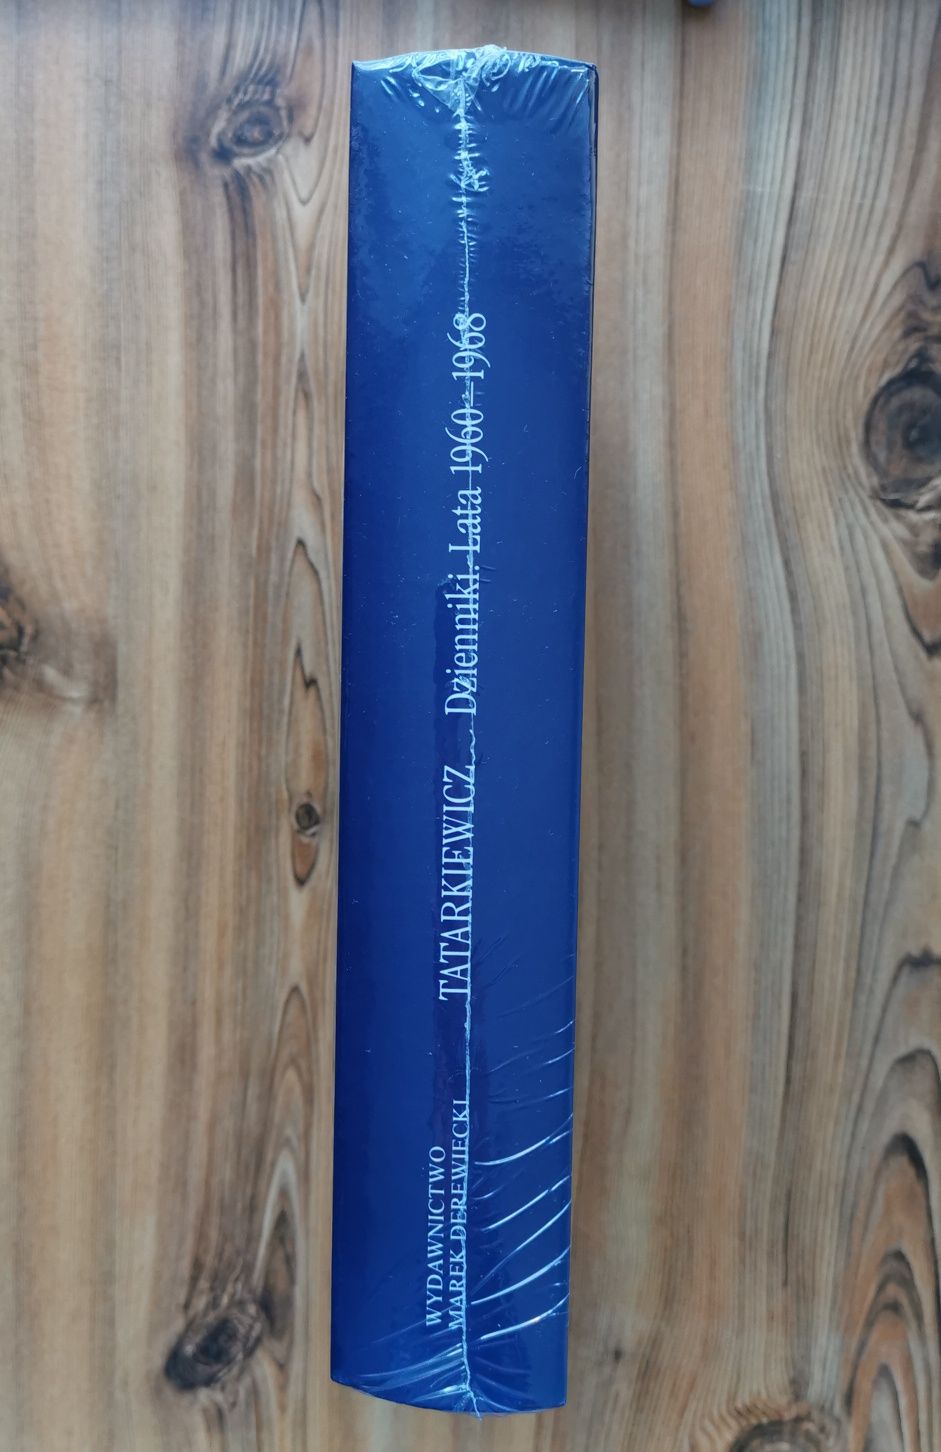 WYDAWNICTWO
MAREK DEREWIECKI
TATARKIEWICZ Dzienniki. Lata 1960–1968